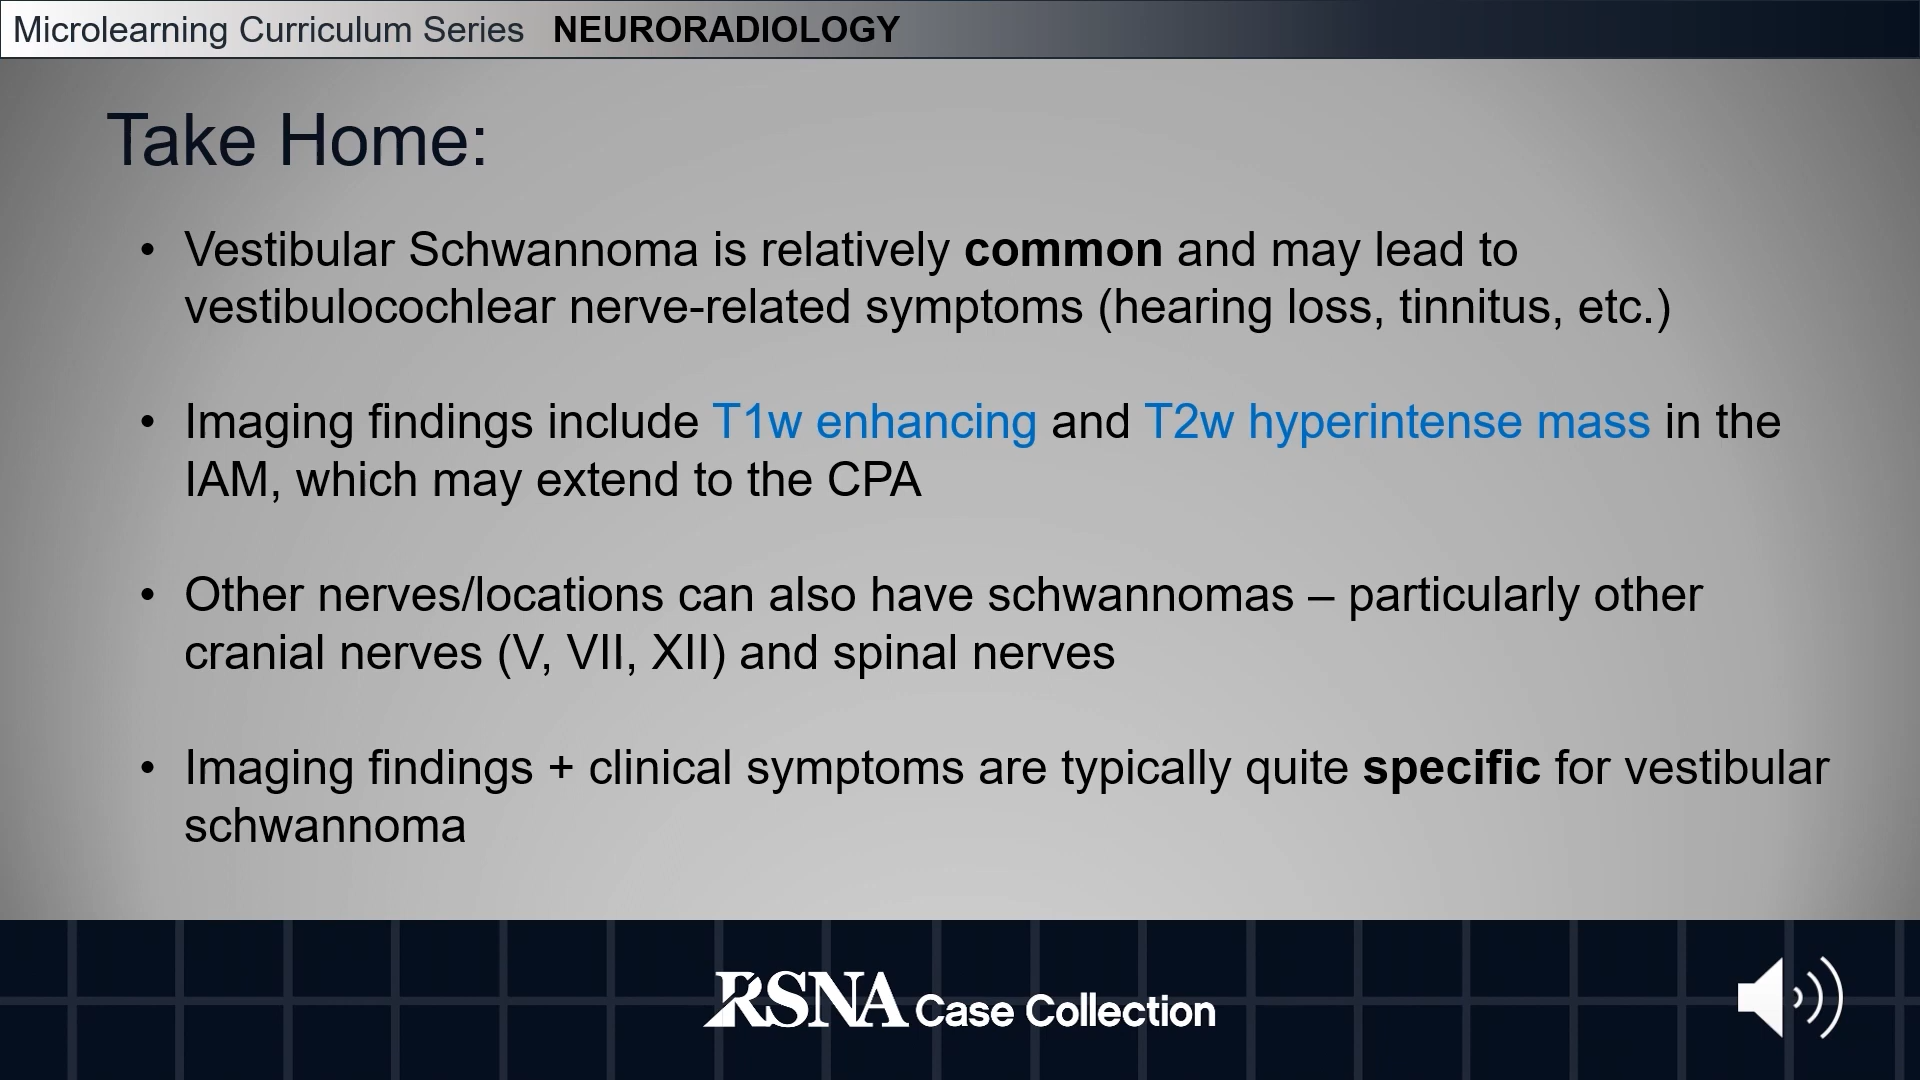 Microlearning Curriculum Series NEURORADIOLOGY
Take Home:
• Vestibular Schwannoma is relatively common and may lead to
vestibulocochlear nerve-related symptoms (hearing loss, tinnitus, etc.)
• Imaging findings include T1w enhancing and T2w hyperintense mass in the
IAM, which may extend to the CPA
• Other nerves/locations can also have schwannomas – particularly other
cranial nerves (V, VII, XII) and spinal nerves
• Imaging findings + clinical symptoms are typically quite specific for vestibular
schwannoma
RSNA Case Collection